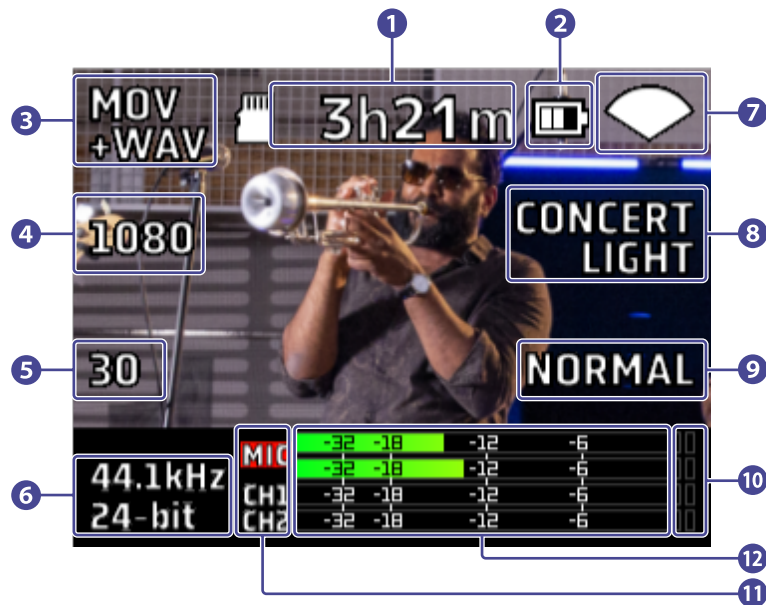 1
2
3
MOV
+WAV
3h21m
7
4
1080
CONCERT
LIGHT
8
5
30
NORMAL
9
6
44.1kHz
24-bit
MIC
CH1
CH2
-32 -18 -12 -6
-32 -18 -12 -6
-32 -18 -12 -6
-32 -18 -12 -6
10
12
11